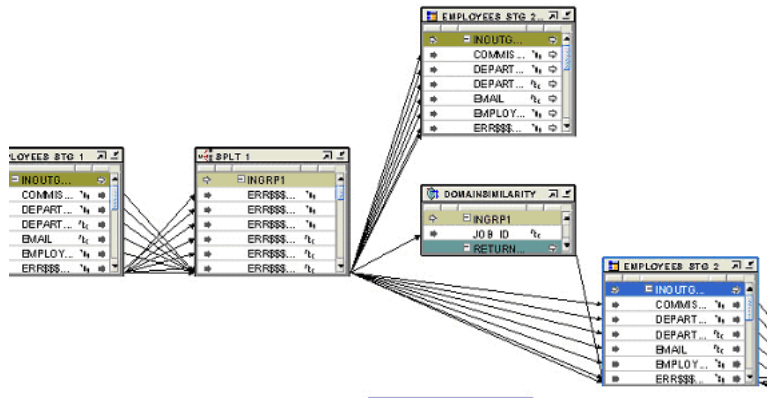 EMPLOYEES STG 2...
INOUTG...
COMMIS...
DEPART...
DEPART...
EMAIL
EMPLOY...
ERR$$$...
LOYEES STG 1
INOUTG...
COMMIS...
DEPART...
DEPART...
EMAIL
EMPLOY...
ERR$$$...
SPLT 1
INGRP1
ERR$$$...
ERR$$$...
ERR$$$...
ERR$$$...
ERR$$$...
ERR$$$...
DOMAINSIMILARITY
INGRP1
JOB ID
RETURN...
EMPLOYEES STG 2
INOUTG...
COMMIS...
DEPART...
DEPART...
EMAIL
EMPLOY...
ERR$$$...